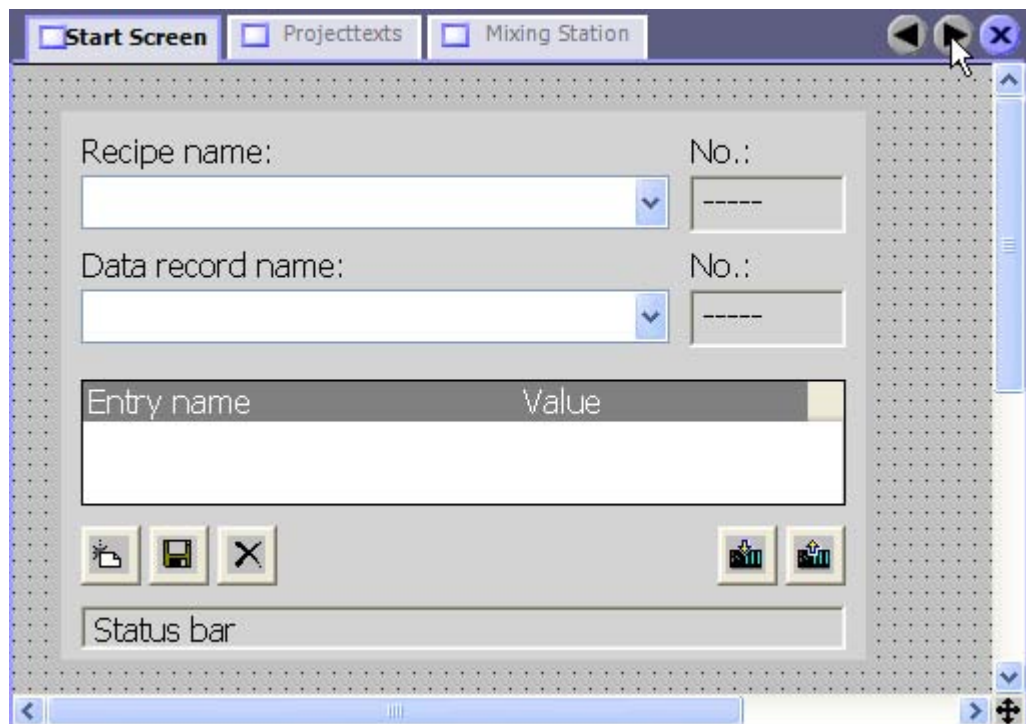 Start Screen Projecttexts Mixing Station
Recipe name: No.:
-----
Data record name: No.:
-----
Entry name Value
Status bar